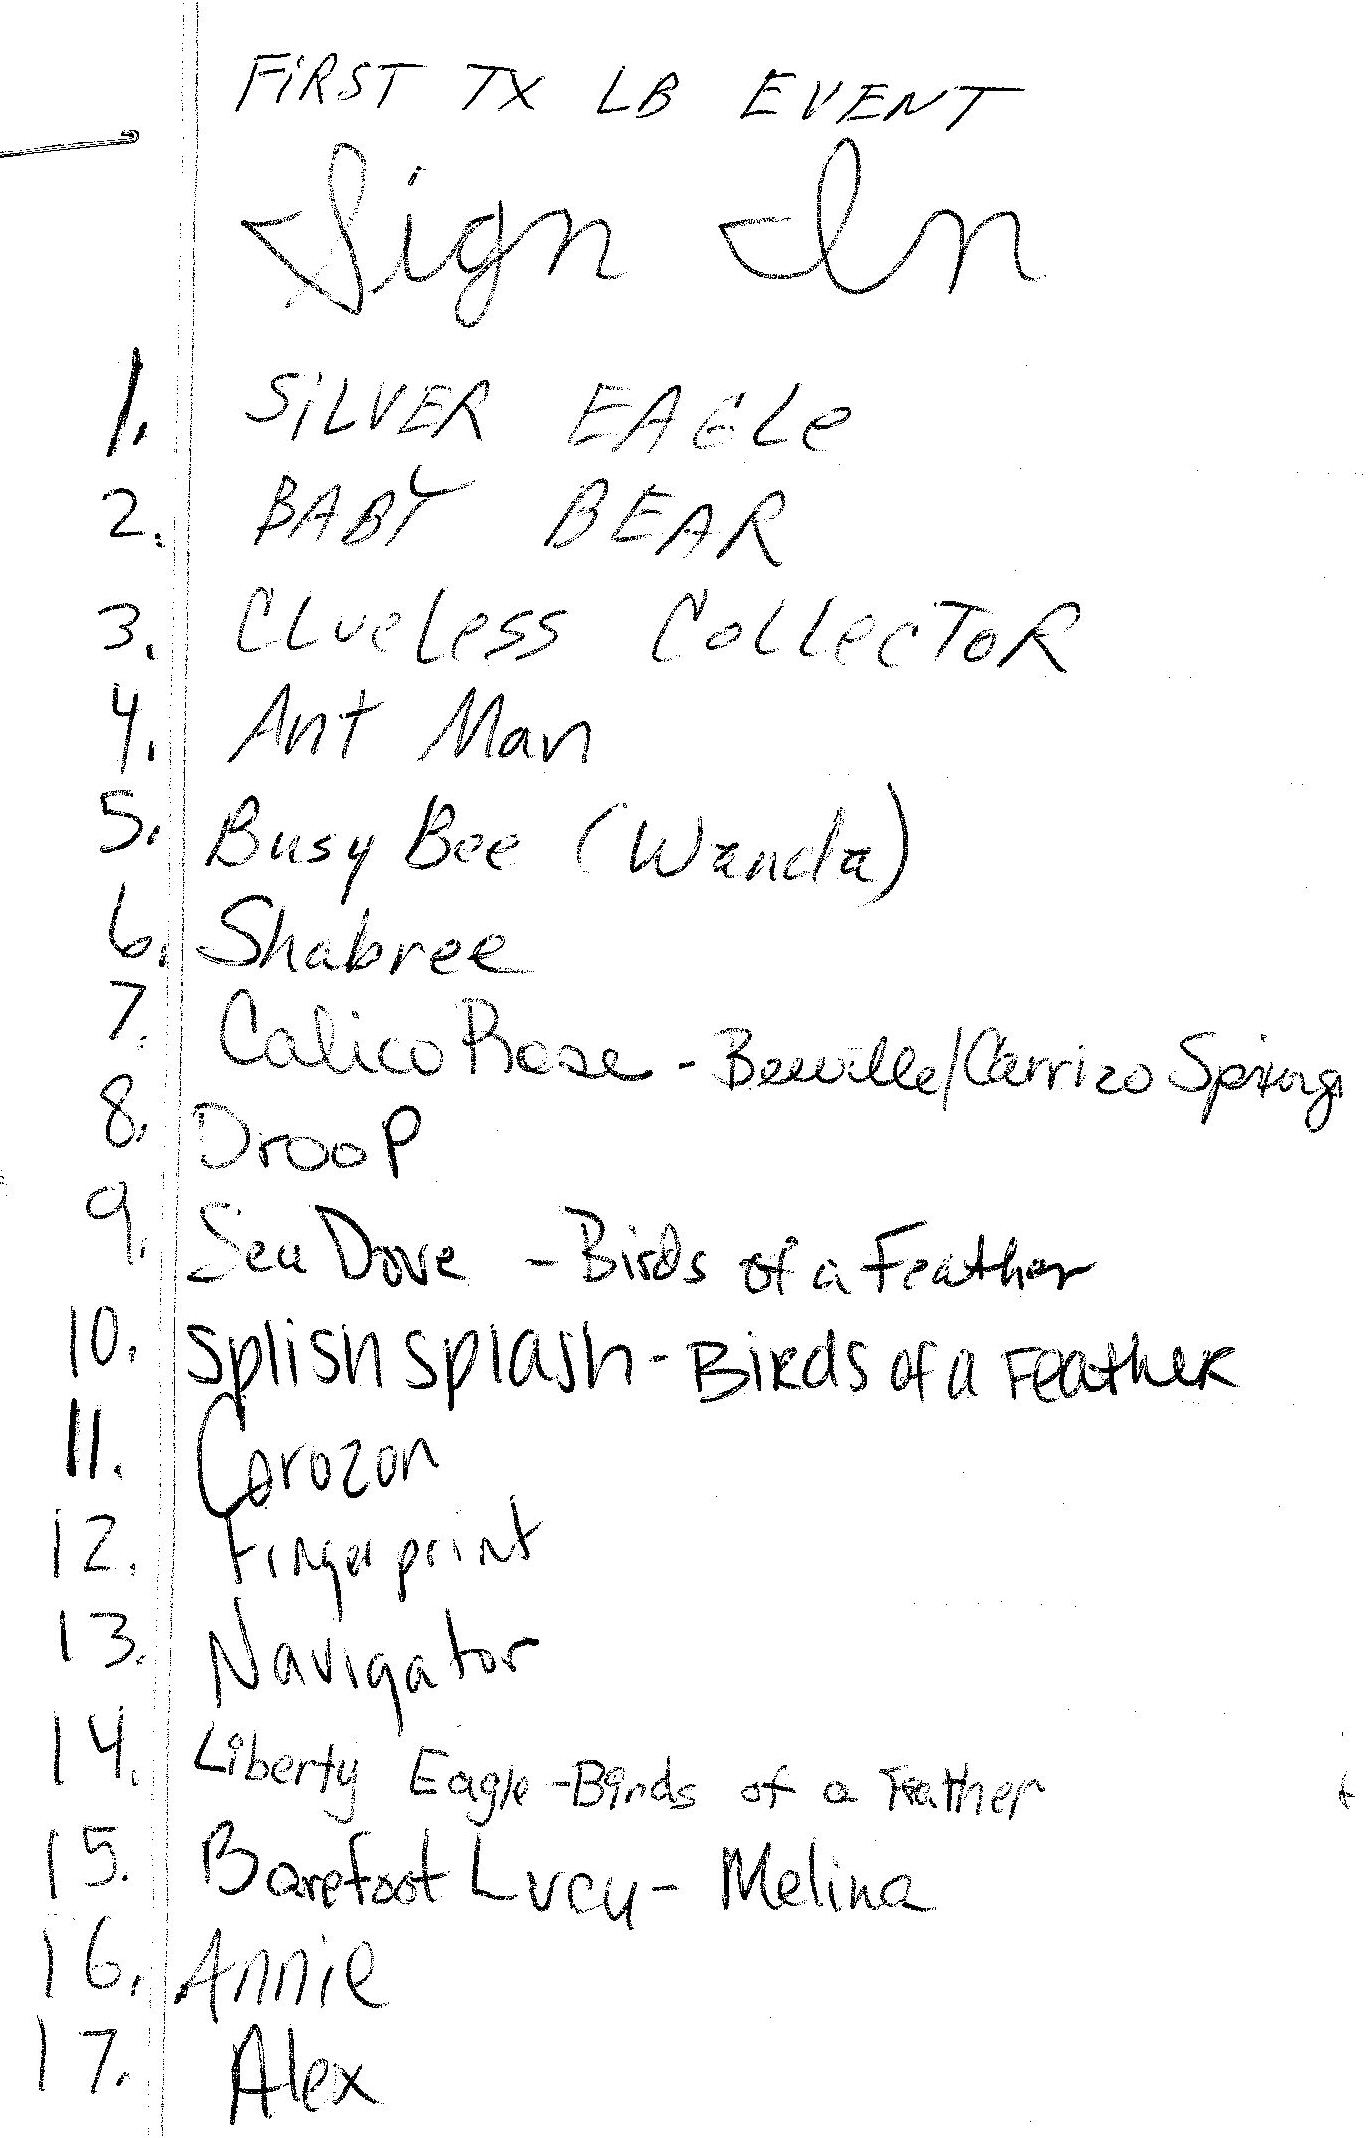 FiRST TX LB EVENT
Sign In
1. SiLVER EAGLe
2. BABY BEAR
3. CLueLess CoLLecToR
4. Ant Man
5. Busy Bee (Wanda)
6. Shabree
7. Calico Rose - Beeville/Carrizo Springs
8. DrooP
9. Sea Dove - Birds of a Feather
10. Splish Splash - Birds of a Feather
11. Corozon
12. Fingerprint
13. Navigator
14. Liberty Eagle - Birds of a Feather
15. Barefoot Lucy - Melina
16. Annie
17. Alex